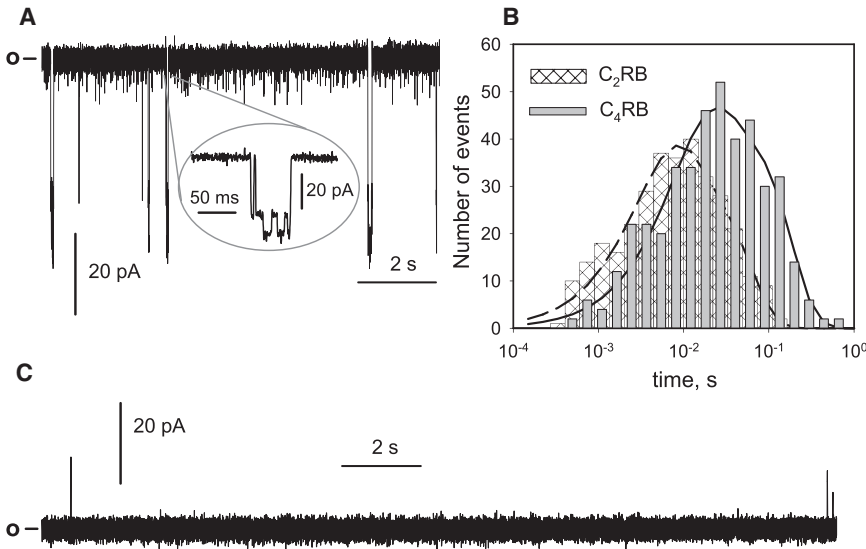 A
o
50 ms
20 pA
20 pA
2 s
B
Number of events
60
50
40
30
20
10
0
C₂RB
C₄RB
10⁻⁴
10⁻³
10⁻²
10⁻¹
10⁰
time, s
C
20 pA
2 s
o